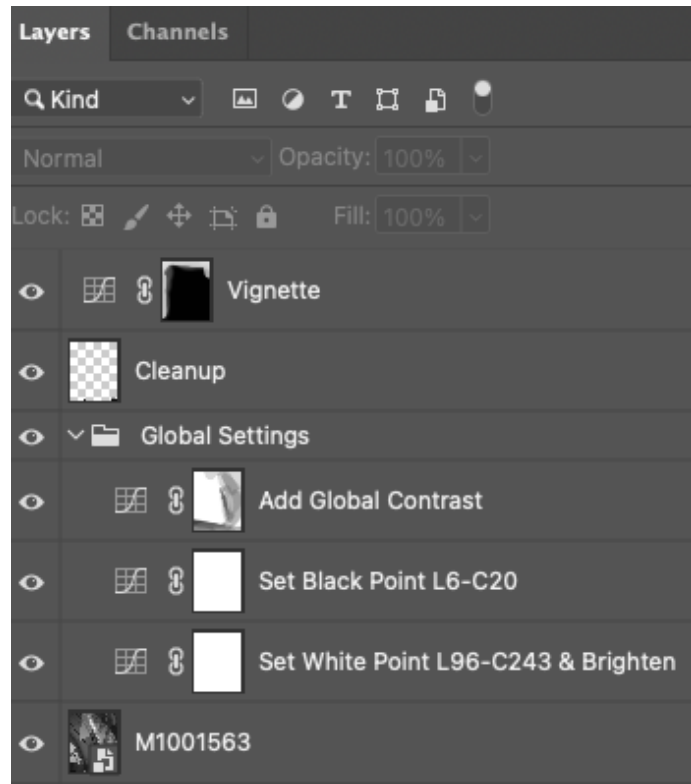 Layers Channels
Kind T
Normal Opacity: 100%
Lock: Fill: 100%
Vignette
Cleanup
Global Settings
Add Global Contrast
Set Black Point L6-C20
Set White Point L96-C243 & Brighten
M1001563